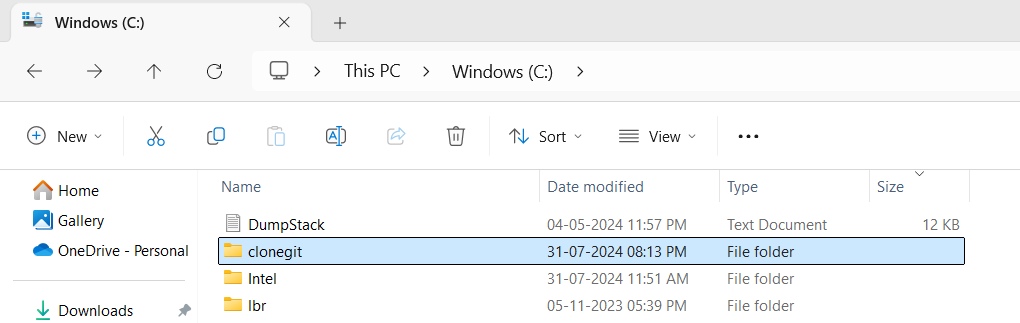 Windows (C:)
This PC > Windows (C:) >
New Sort View
Home
Gallery
OneDrive - Personal
Downloads
Name Date modified Type Size
DumpStack 04-05-2024 11:57 PM Text Document 12 KB
clonegit 31-07-2024 08:13 PM File folder
Intel 31-07-2024 11:51 AM File folder
lbr 05-11-2023 05:39 PM File folder